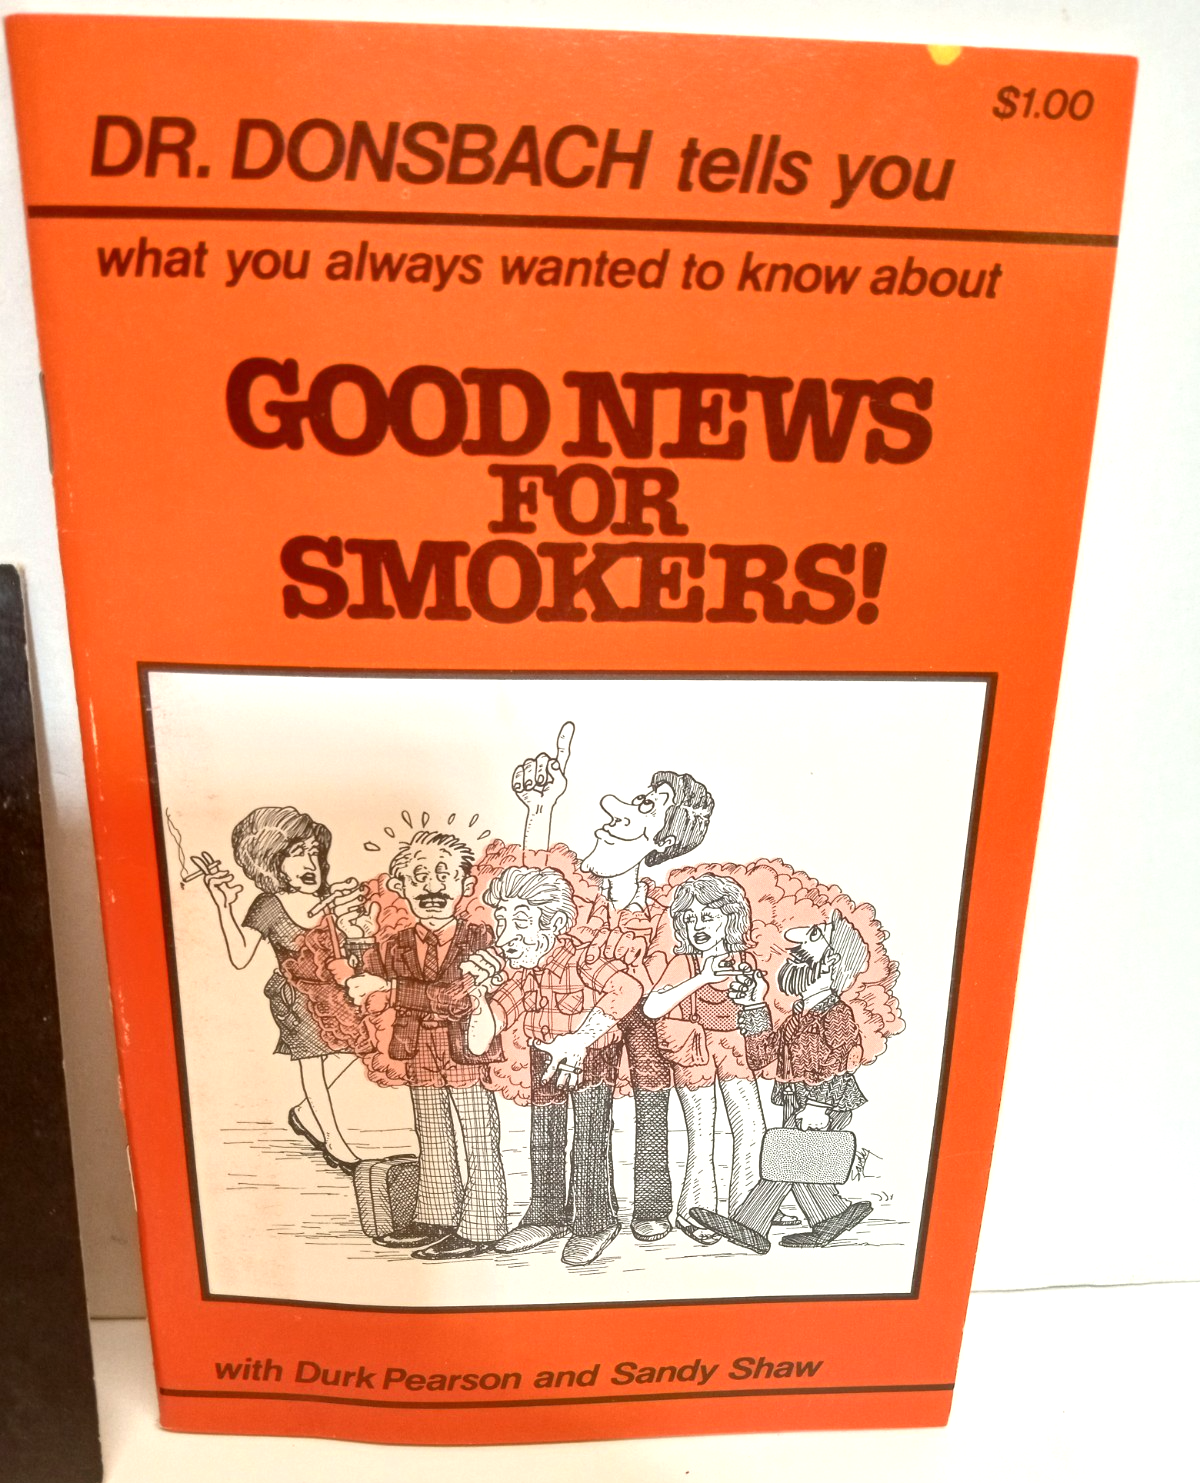 $1.00
DR. DONSBACH tells you
what you always wanted to know about
GOOD NEWS
FOR
SMOKERS!
with Durk Pearson and Sandy Shaw